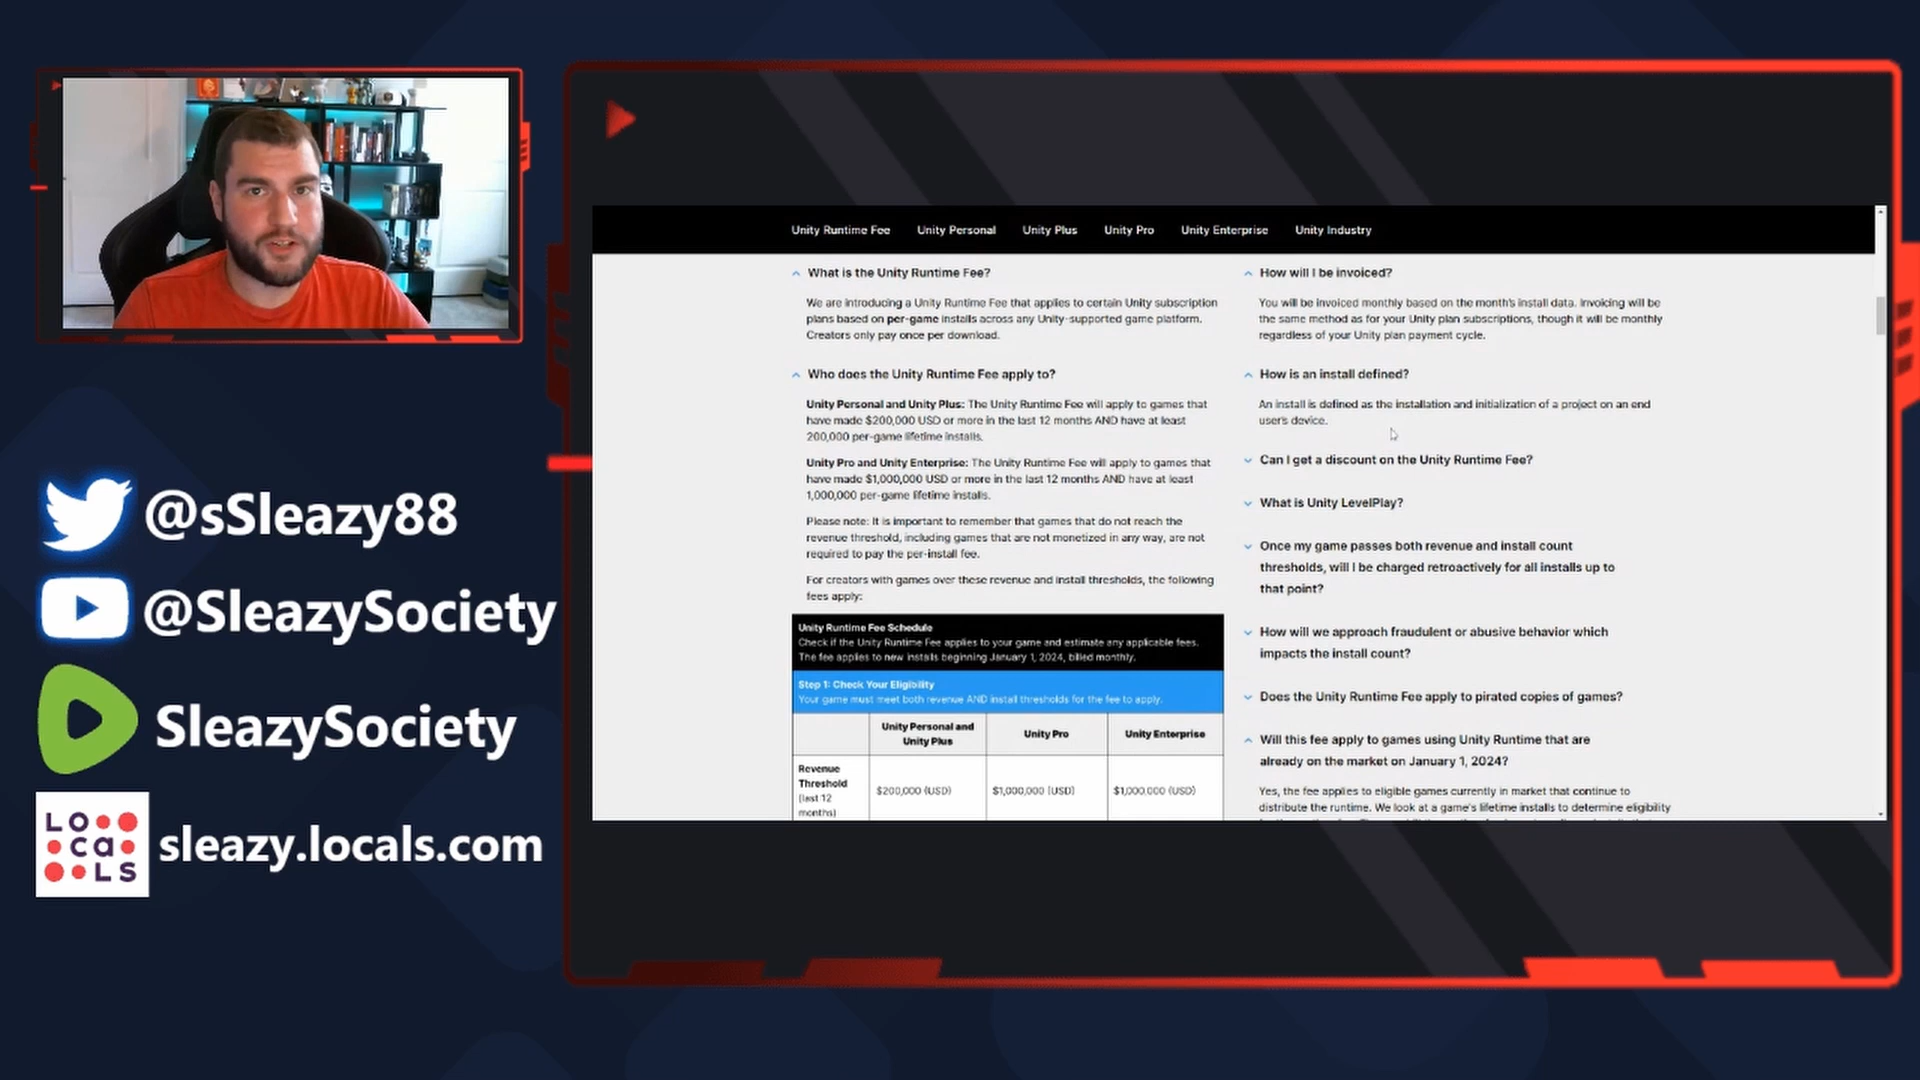 @sSleazy88
@SleazySociety
SleazySociety
LOcaLS
sleazy.locals.com
Unity Runtime Fee Unity Personal Unity Plus Unity Pro Unity Enterprise Unity Industry
What is the Unity Runtime Fee?
We are introducing a Unity Runtime Fee that applies to certain Unity subscription
plans based on per-game installs across any Unity-supported game platform.
Creators only pay once per download.
Who does the Unity Runtime Fee apply to?
Unity Personal and Unity Plus: The Unity Runtime Fee will apply to games that
have made $200,000 USD or more in the last 12 months AND have at least
200,000 per-game lifetime installs.
Unity Pro and Unity Enterprise: The Unity Runtime Fee will apply to games that
have made $1,000,000 USD or more in the last 12 months AND have at least
1,000,000 per-game lifetime installs.
Please note: It is important to remember that games that do not reach the
revenue threshold, including games that are not monetized in any way, are not
required to pay the per-install fee.
For creators with games over these revenue and install thresholds, the following
fees apply:
Unity Runtime Fee Schedule
Check if the Unity Runtime Fee applies to your game and estimate any applicable fees.
The fee applies to new installs beginning January 1, 2024, billed monthly.
Step 1: Check Your Eligibility
Your game must meet both revenue AND install thresholds for the fee to apply.
Unity Personal and
Unity Plus
Unity Pro
Unity Enterprise
Revenue
Threshold
(last 12
months)
$200,000 (USD)
$1,000,000 (USD)
$1,000,000 (USD)
How will I be invoiced?
You will be invoiced monthly based on the month's install data. Invoicing will be
the same method as for your Unity plan subscriptions, though it will be monthly
regardless of your Unity plan payment cycle.
How is an install defined?
An install is defined as the installation and initialization of a project on an end
user's device.
Can I get a discount on the Unity Runtime Fee?
What is Unity LevelPlay?
Once my game passes both revenue and install count
thresholds, will I be charged retroactively for all installs up to
that point?
How will we approach fraudulent or abusive behavior which
impacts the install count?
Does the Unity Runtime Fee apply to pirated copies of games?
Will this fee apply to games using Unity Runtime that are
already on the market on January 1, 2024?
Yes, the fee applies to eligible games currently in market that continue to
distribute the runtime. We look at a game's lifetime installs to determine eligibility